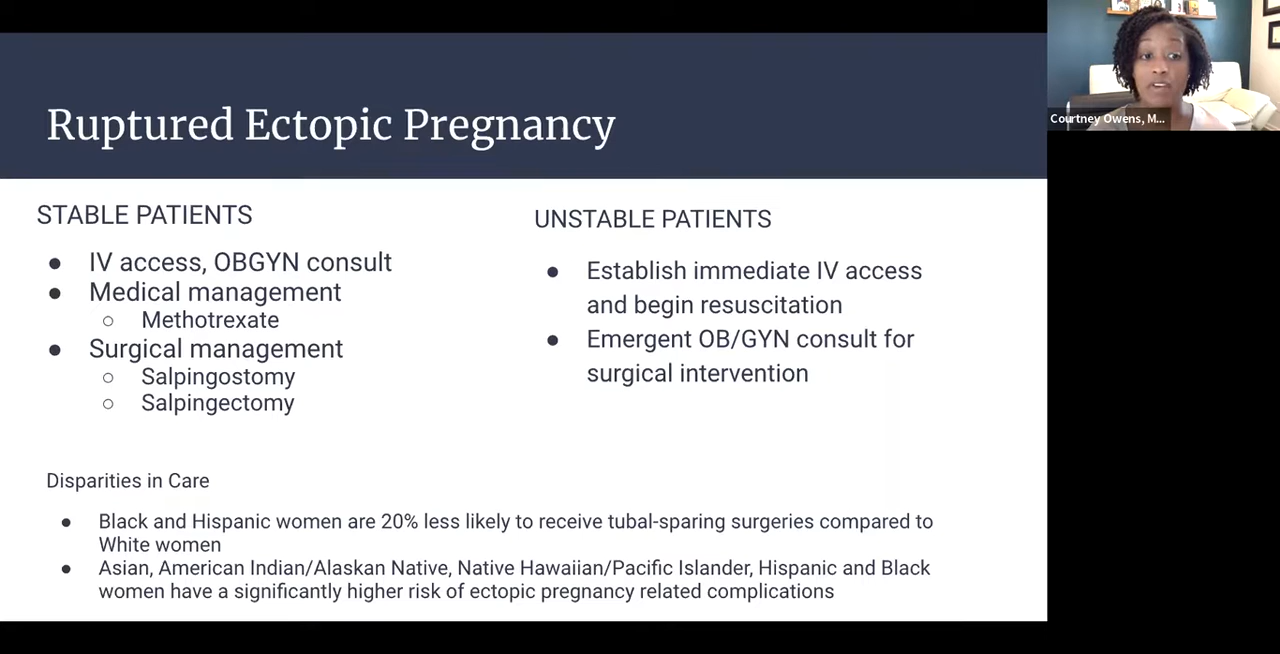 Ruptured Ectopic Pregnancy
STABLE PATIENTS
● IV access, OBGYN consult
● Medical management
○ Methotrexate
● Surgical management
○ Salpingostomy
○ Salpingectomy
UNSTABLE PATIENTS
● Establish immediate IV access
and begin resuscitation
● Emergent OB/GYN consult for
surgical intervention
Disparities in Care
● Black and Hispanic women are 20% less likely to receive tubal-sparing surgeries compared to
White women
● Asian, American Indian/Alaskan Native, Native Hawaiian/Pacific Islander, Hispanic and Black
women have a significantly higher risk of ectopic pregnancy related complications
Courtney Owens, M...